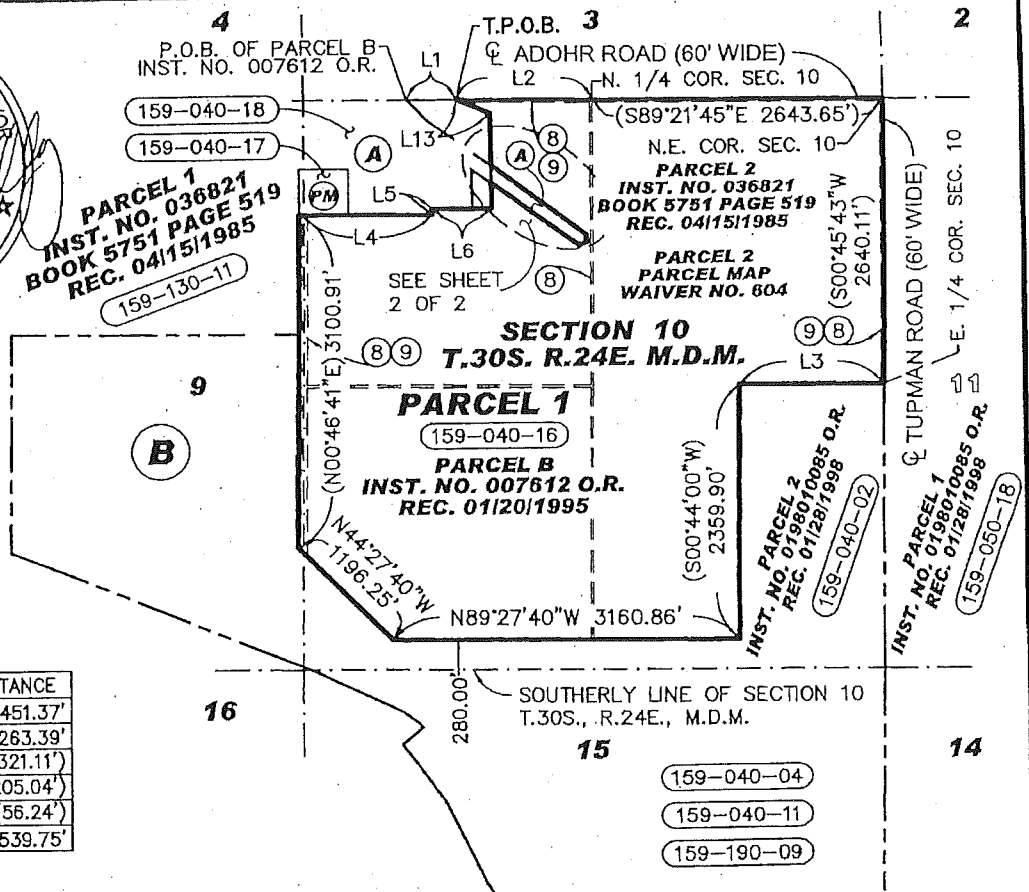 4
T.P.O.B.
3
2
P.O.B. OF PARCEL B
INST. NO. 007612 O.R.
L1
℄ ADOHR ROAD (60' WIDE)
L2
N. 1/4 COR. SEC. 10
159-040-18
(S89°21'45"E 2643.65')
159-040-17
A
L13
A
8
9
N.E. COR. SEC. 10
PARCEL 2
INST. NO. 036821
BOOK 5751 PAGE 519
REC. 04/15/1985
PM
L5
PARCEL 1
INST. NO. 036821
BOOK 5751 PAGE 519
REC. 04/15/1985
159-130-11
L4
L6
SEE SHEET
2 OF 2
8
PARCEL 2
PARCEL MAP
WAIVER NO. 604
(S00°45'43"W
2640.11')
℄ TUPMAN ROAD (60' WIDE)
E. 1/4 COR. SEC. 10
(N00°46'41"E) 3100.91'
8 9
SECTION 10
T.30S. R.24E. M.D.M.
9 8
L3
11
9
B
PARCEL 1
159-040-16
PARCEL B
INST. NO. 007612 O.R.
REC. 01/20/1995
(S00°44'00"W)
2359.90'
PARCEL 2
INST. NO. 0198010085 O.R.
REC. 01/28/1998
159-040-02
PARCEL 1
INST. NO. 0198010085 O.R.
REC. 01/28/1998
159-050-18
N44°27'40"W
1196.25'
N89°27'40"W 3160.86'
280.00'
SOUTHERLY LINE OF SECTION 10
T.30S., R.24E., M.D.M.
16
15
14
TANCE
451.37'
263.39'
321.11')
05.04')
56.24')
539.75'
159-040-04
159-040-11
159-190-09